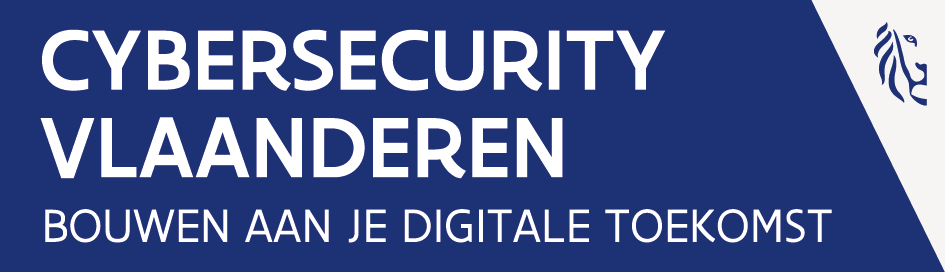 CYBERSECURITY
VLAANDEREN
BOUWEN AAN JE DIGITALE TOEKOMST